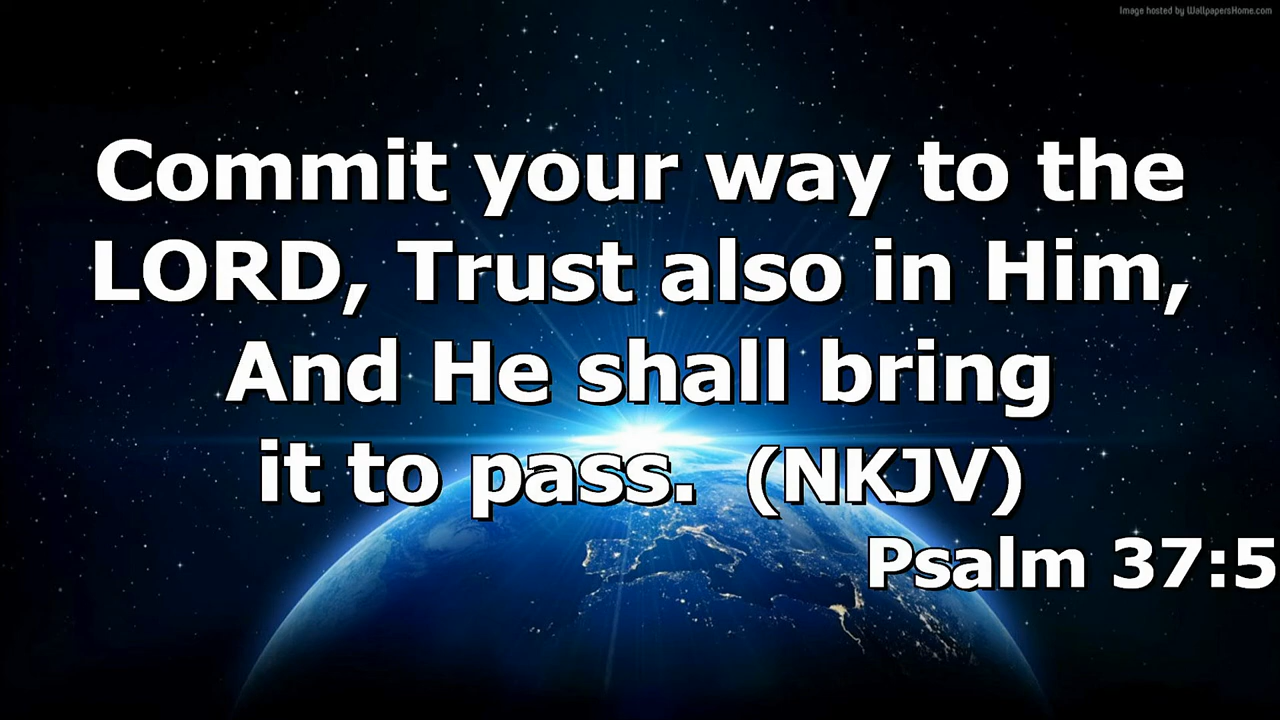 Image hosted by WallpapersHome.com
Commit your way to the
LORD, Trust also in Him,
And He shall bring
it to pass. (NKJV)
Psalm 37:5